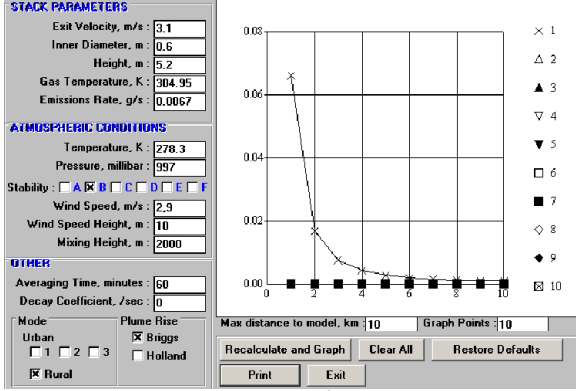 STACK PARAMETERS
Exit Velocity, m/s : 3.1
Inner Diameter, m : 0.6
Height, m : 5.2
Gas Temperature, K : 304.95
Emissions Rate, g/s : 0.0067
ATMOSPHERIC CONDITIONS
Temperature, K : 278.3
Pressure, millibar : 997
Stability : A B C D E F
Wind Speed, m/s : 2,9
Wind Speed Height, m : 10
Mixing Height, m : 2000
OTHER
Averaging Time, minutes : 60
Decay Coefficient, /sec : 0
Mode
Urban
1 2 3
Rural
Plume Rise
Briggs
Holland
0.08
0.06
0.04
0.02
0.00
0 2 4 6 8 10
1
2
3
4
5
6
7
8
9
10
Max distance to model, km : 10 Graph Points : 10
Recalculate and Graph Clear All Restore Defaults
Print Exit